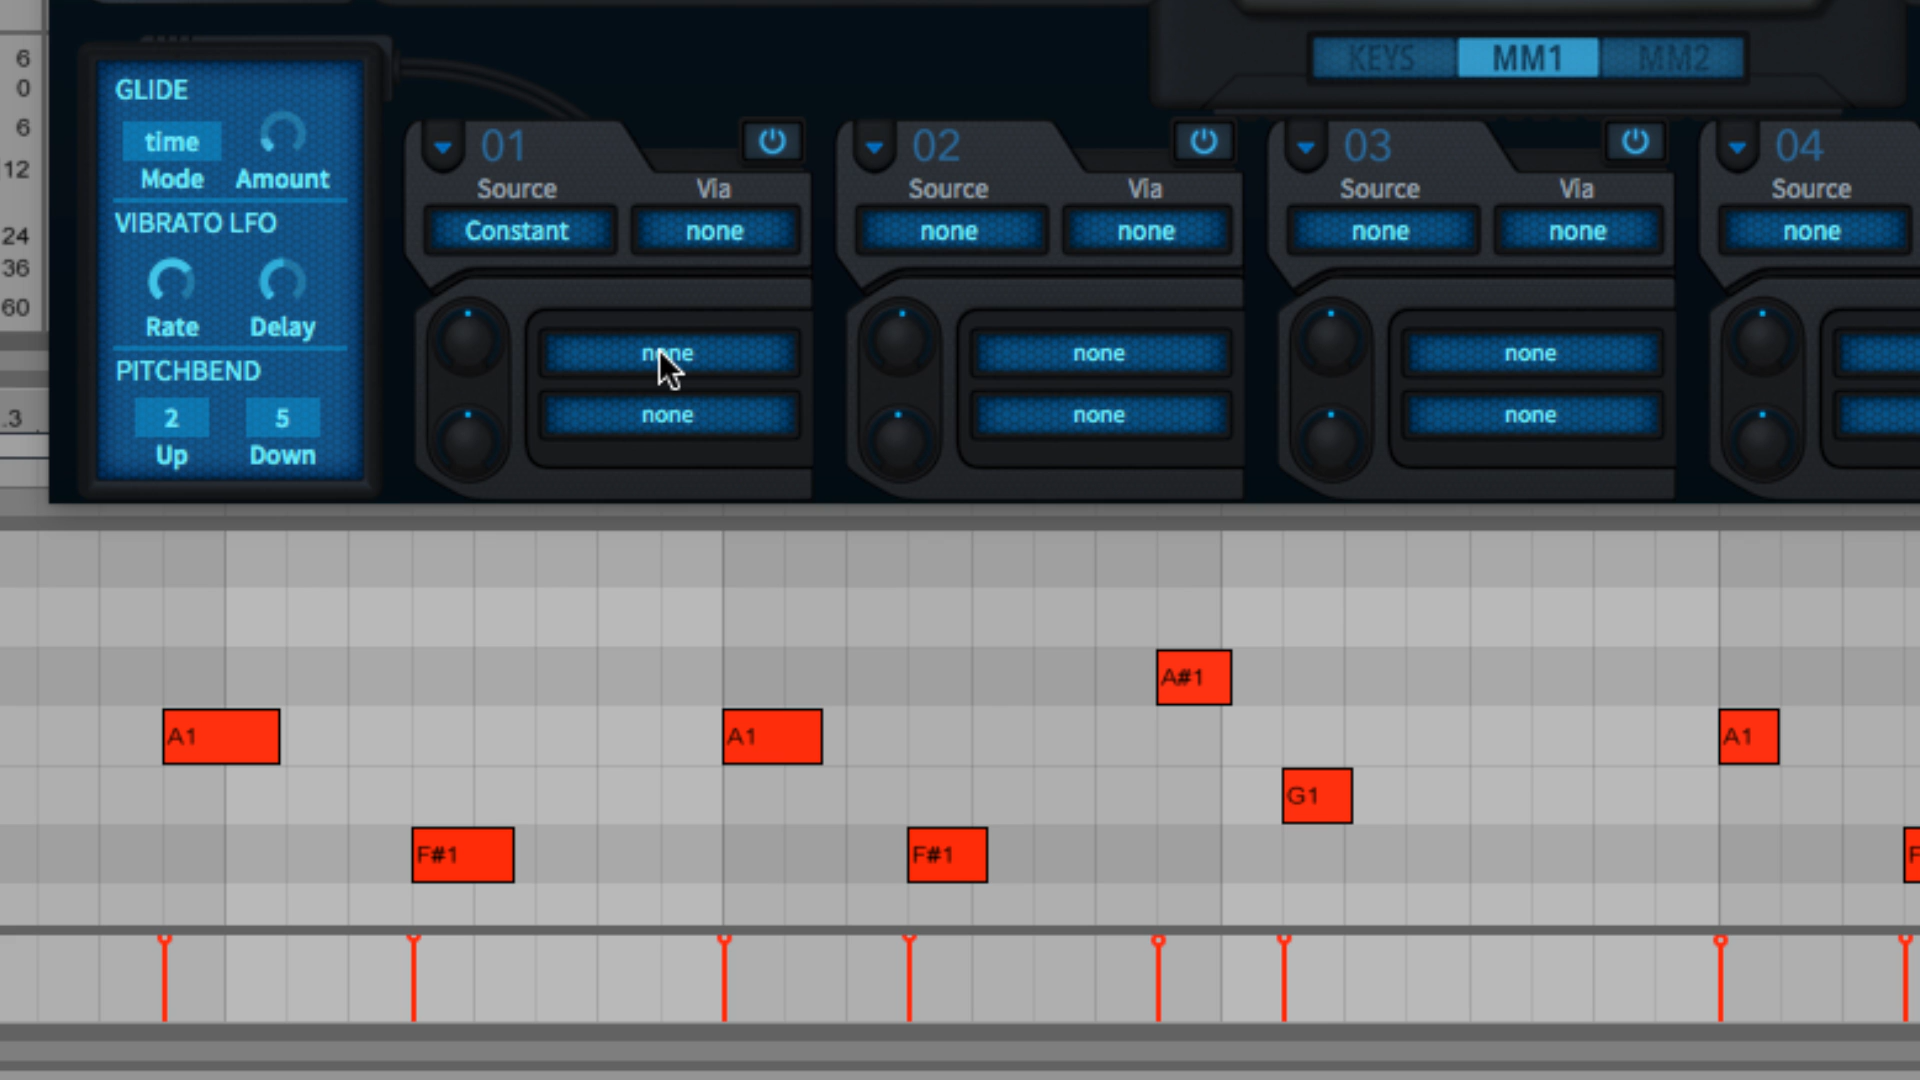 KEYS MM1 MM2
6
0
6
12
24
36
60
.3
GLIDE
time
Mode Amount
VIBRATO LFO
Rate Delay
PITCHBEND
2 5
Up Down
01
Source Via
Constant none
none
none
02
Source Via
none none
none
none
03
Source Via
none none
none
none
04
Source
none
A#1
A1 A1 A1
G1
F#1 F#1 F